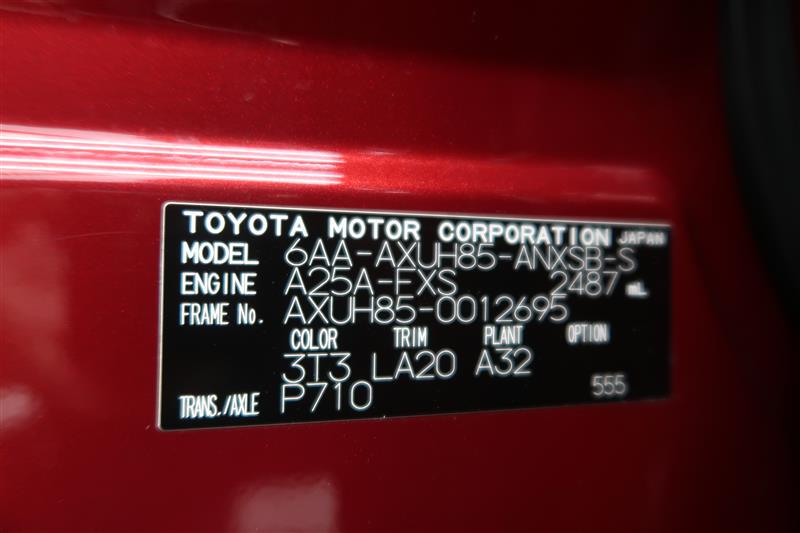 TOYOTA MOTOR CORPORATION JAPAN
MODEL 6AA-AXUH85-ANXSB-S
ENGINE A25A-FXS 2487 mL
FRAME No. AXUH85-0012695
COLOR TRIM PLANT OPTION
3T3 LA20 A32
TRANS./AXLE P710 555